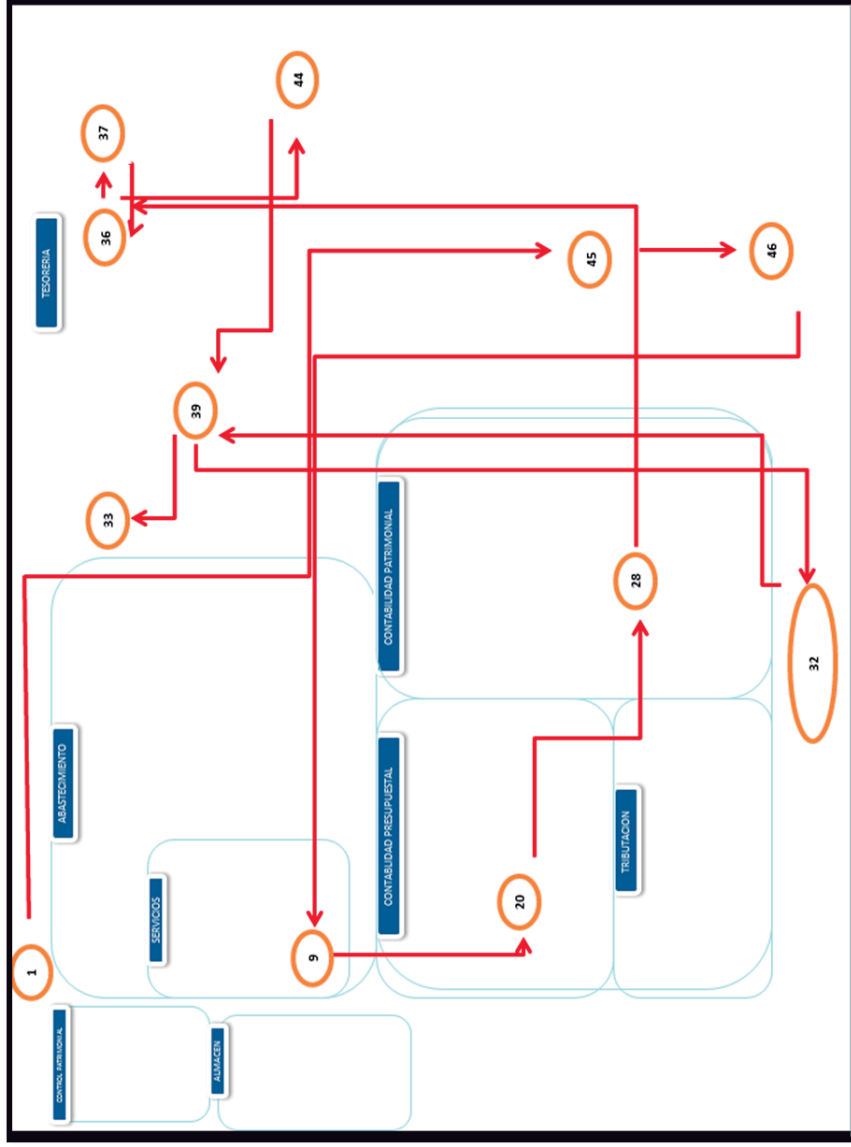 1
TESORERIA
CONTROL PATRIMONIAL
ABASTECIMIENTO
33
36
37
SERVICIOS
39
ALMACEN
44
9
CONTABLIDAD PRESUPUESTAL
CONTABILIDAD PATRIMONIAL
20
45
TRIBUTACION
28
46
32